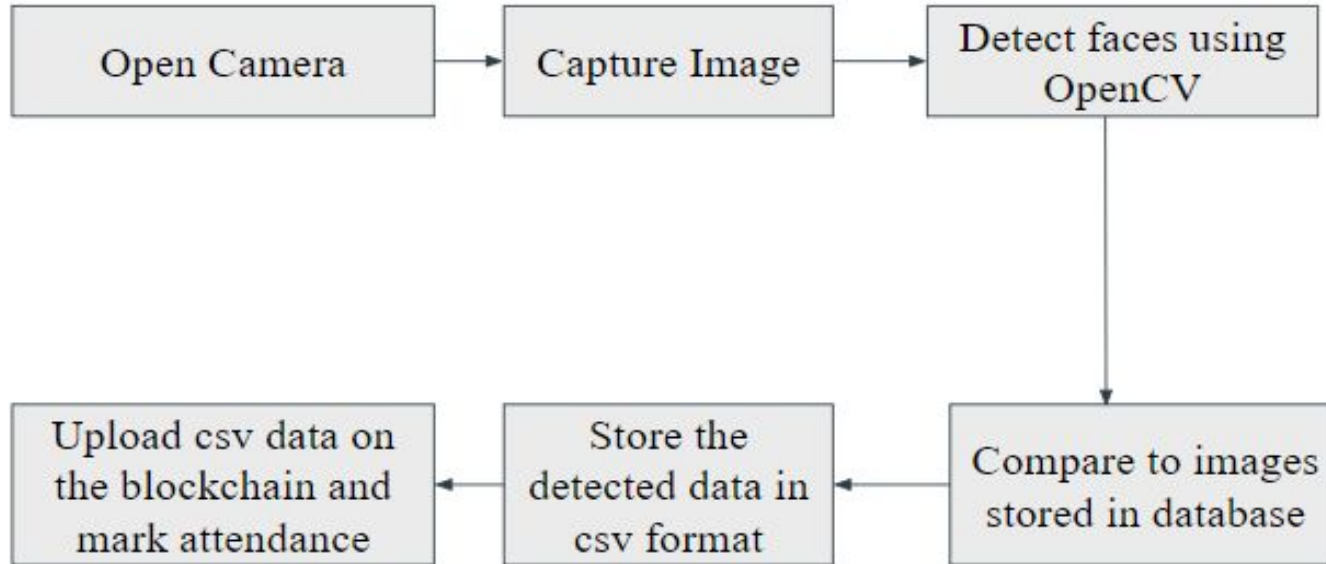 Open Camera
Capture Image
Detect faces using
OpenCV
Compare to images
stored in database
Store the
detected data in
csv format
Upload csv data on
the blockchain and
mark attendance